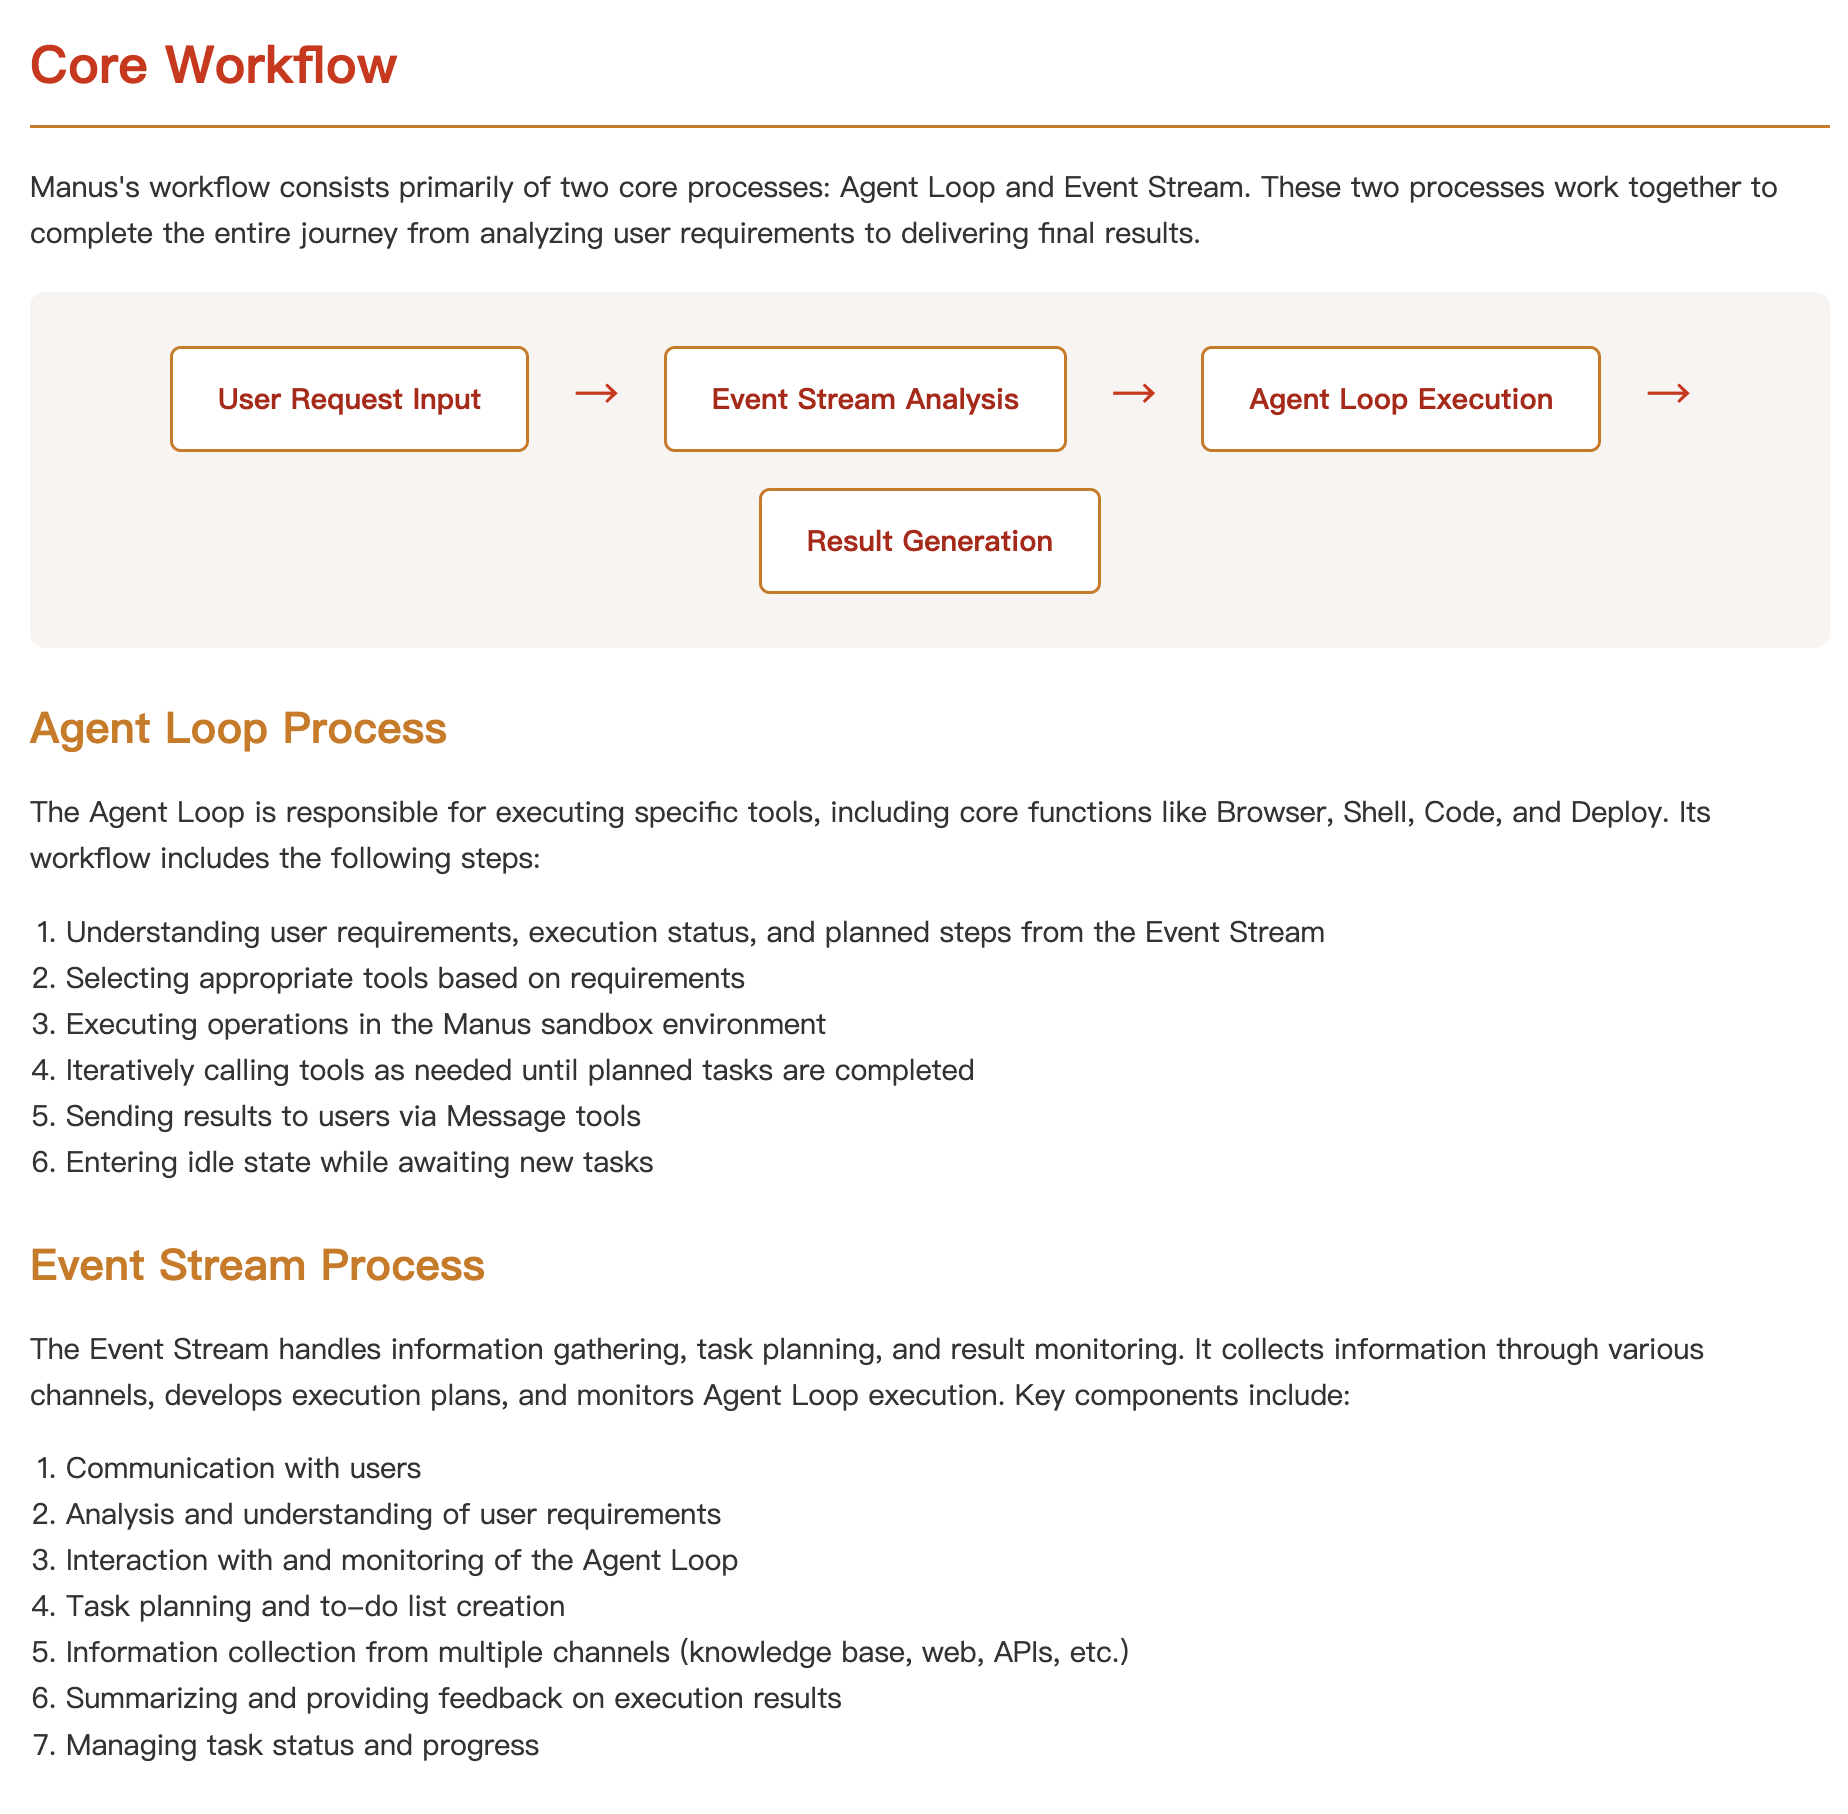 Core Workflow
Manus's workflow consists primarily of two core processes: Agent Loop and Event Stream. These two processes work together to
complete the entire journey from analyzing user requirements to delivering final results.
User Request Input → Event Stream Analysis → Agent Loop Execution →
Result Generation
Agent Loop Process
The Agent Loop is responsible for executing specific tools, including core functions like Browser, Shell, Code, and Deploy. Its
workflow includes the following steps:
1. Understanding user requirements, execution status, and planned steps from the Event Stream
2. Selecting appropriate tools based on requirements
3. Executing operations in the Manus sandbox environment
4. Iteratively calling tools as needed until planned tasks are completed
5. Sending results to users via Message tools
6. Entering idle state while awaiting new tasks
Event Stream Process
The Event Stream handles information gathering, task planning, and result monitoring. It collects information through various
channels, develops execution plans, and monitors Agent Loop execution. Key components include:
1. Communication with users
2. Analysis and understanding of user requirements
3. Interaction with and monitoring of the Agent Loop
4. Task planning and to-do list creation
5. Information collection from multiple channels (knowledge base, web, APIs, etc.)
6. Summarizing and providing feedback on execution results
7. Managing task status and progress